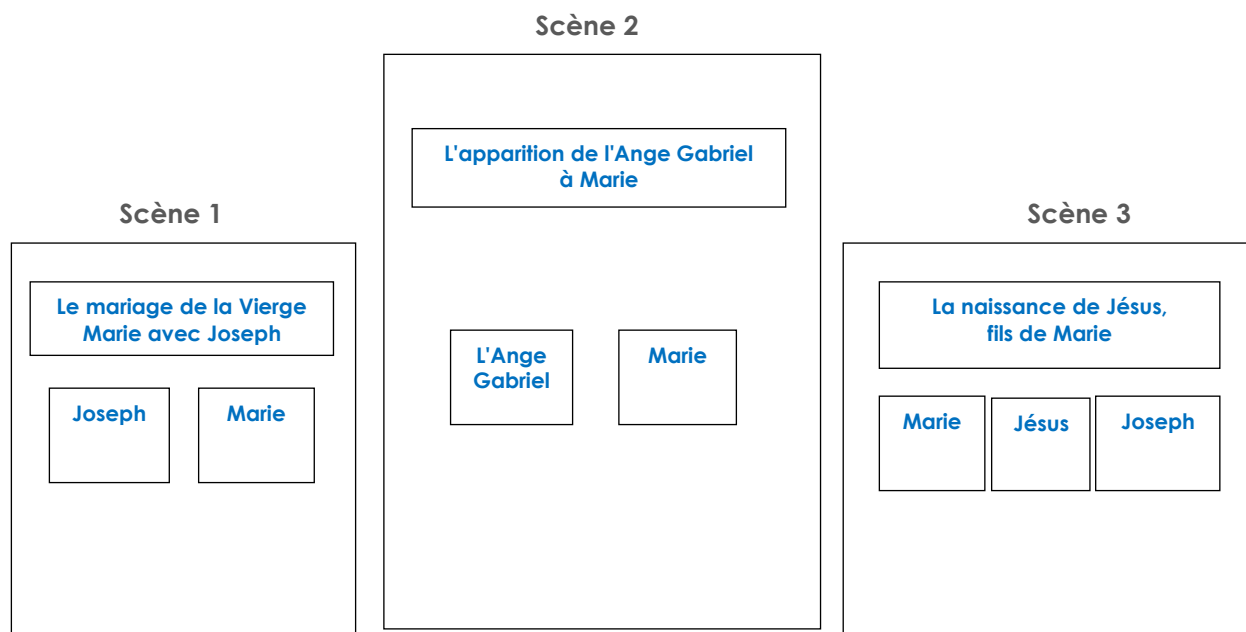 Scène 1
Le mariage de la Vierge
Marie avec Joseph
Joseph
Marie
Scène 2
L'apparition de l'Ange Gabriel
à Marie
L'Ange
Gabriel
Marie
Scène 3
La naissance de Jésus,
fils de Marie
Marie
Jésus
Joseph